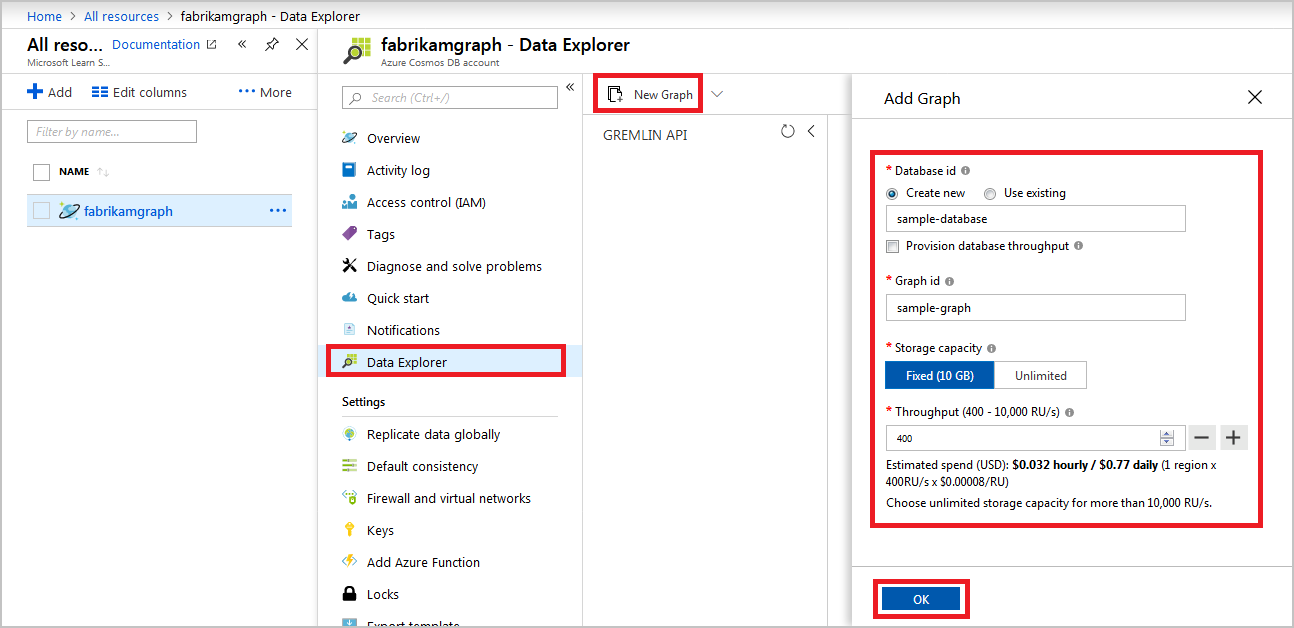 Home > All resources > fabrikamgraph - Data Explorer
All reso... Documentation
Microsoft Learn S...
Add Edit columns ... More
Filter by name...
NAME
fabrikamgraph ...
fabrikamgraph - Data Explorer
Azure Cosmos DB account
Search (Ctrl+/)
Overview
Activity log
Access control (IAM)
Tags
Diagnose and solve problems
Quick start
Notifications
Data Explorer
Settings
Replicate data globally
Default consistency
Firewall and virtual networks
Keys
Add Azure Function
Locks
Export template
New Graph
GREMLIN API
Add Graph
* Database id
Create new Use existing
sample-database
Provision database throughput
* Graph id
sample-graph
* Storage capacity
Fixed (10 GB) Unlimited
* Throughput (400 - 10,000 RU/s)
400
Estimated spend (USD): $0.032 hourly / $0.77 daily (1 region x
400RU/s x $0.00008/RU)
Choose unlimited storage capacity for more than 10,000 RU/s.
OK